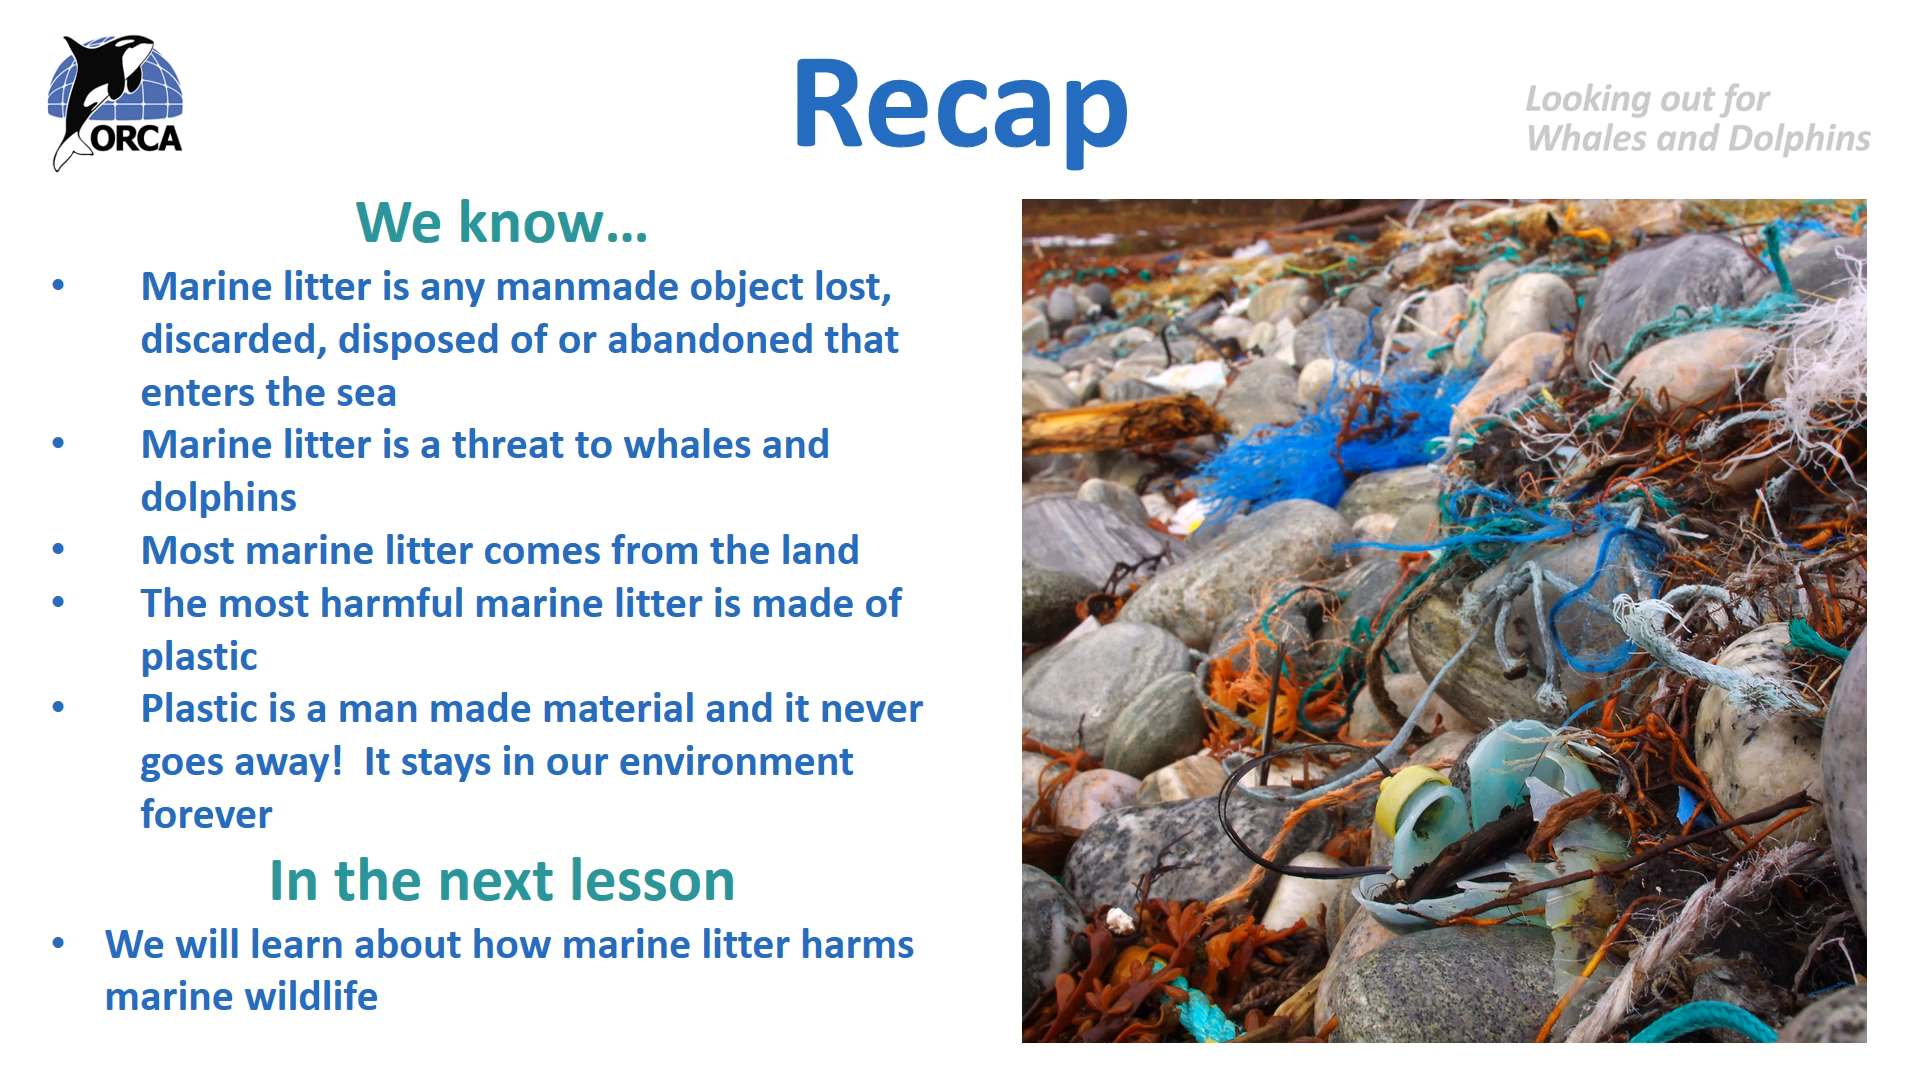 ORCA
Recap
Looking out for
Whales and Dolphins
We know...
• Marine litter is any manmade object lost,
discarded, disposed of or abandoned that
enters the sea
• Marine litter is a threat to whales and
dolphins
• Most marine litter comes from the land
• The most harmful marine litter is made of
plastic
• Plastic is a man made material and it never
goes away!  It stays in our environment
forever
In the next lesson
• We will learn about how marine litter harms
marine wildlife